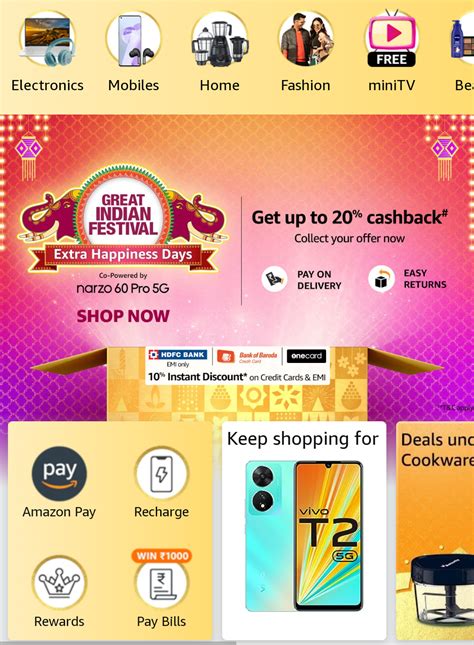 Electronics
Mobiles
Home
Fashion
FREE
miniTV
Be
GREAT
INDIAN
FESTIVAL
Extra Happiness Days
Co-Powered by
narzo 60 Pro 5G
SHOP NOW
Get up to 20% cashback#
Collect your offer now
PAY ON
DELIVERY
EASY
RETURNS
HDFC BANK
EMI only
Bank of Baroda
Credit Card
onecard
10% Instant Discount* on Credit Cards & EMI
pay
Amazon Pay
Recharge
Rewards
WIN ₹1000
Pay Bills
Keep shopping for
vivo
T2
5G
Deals und
Cookware